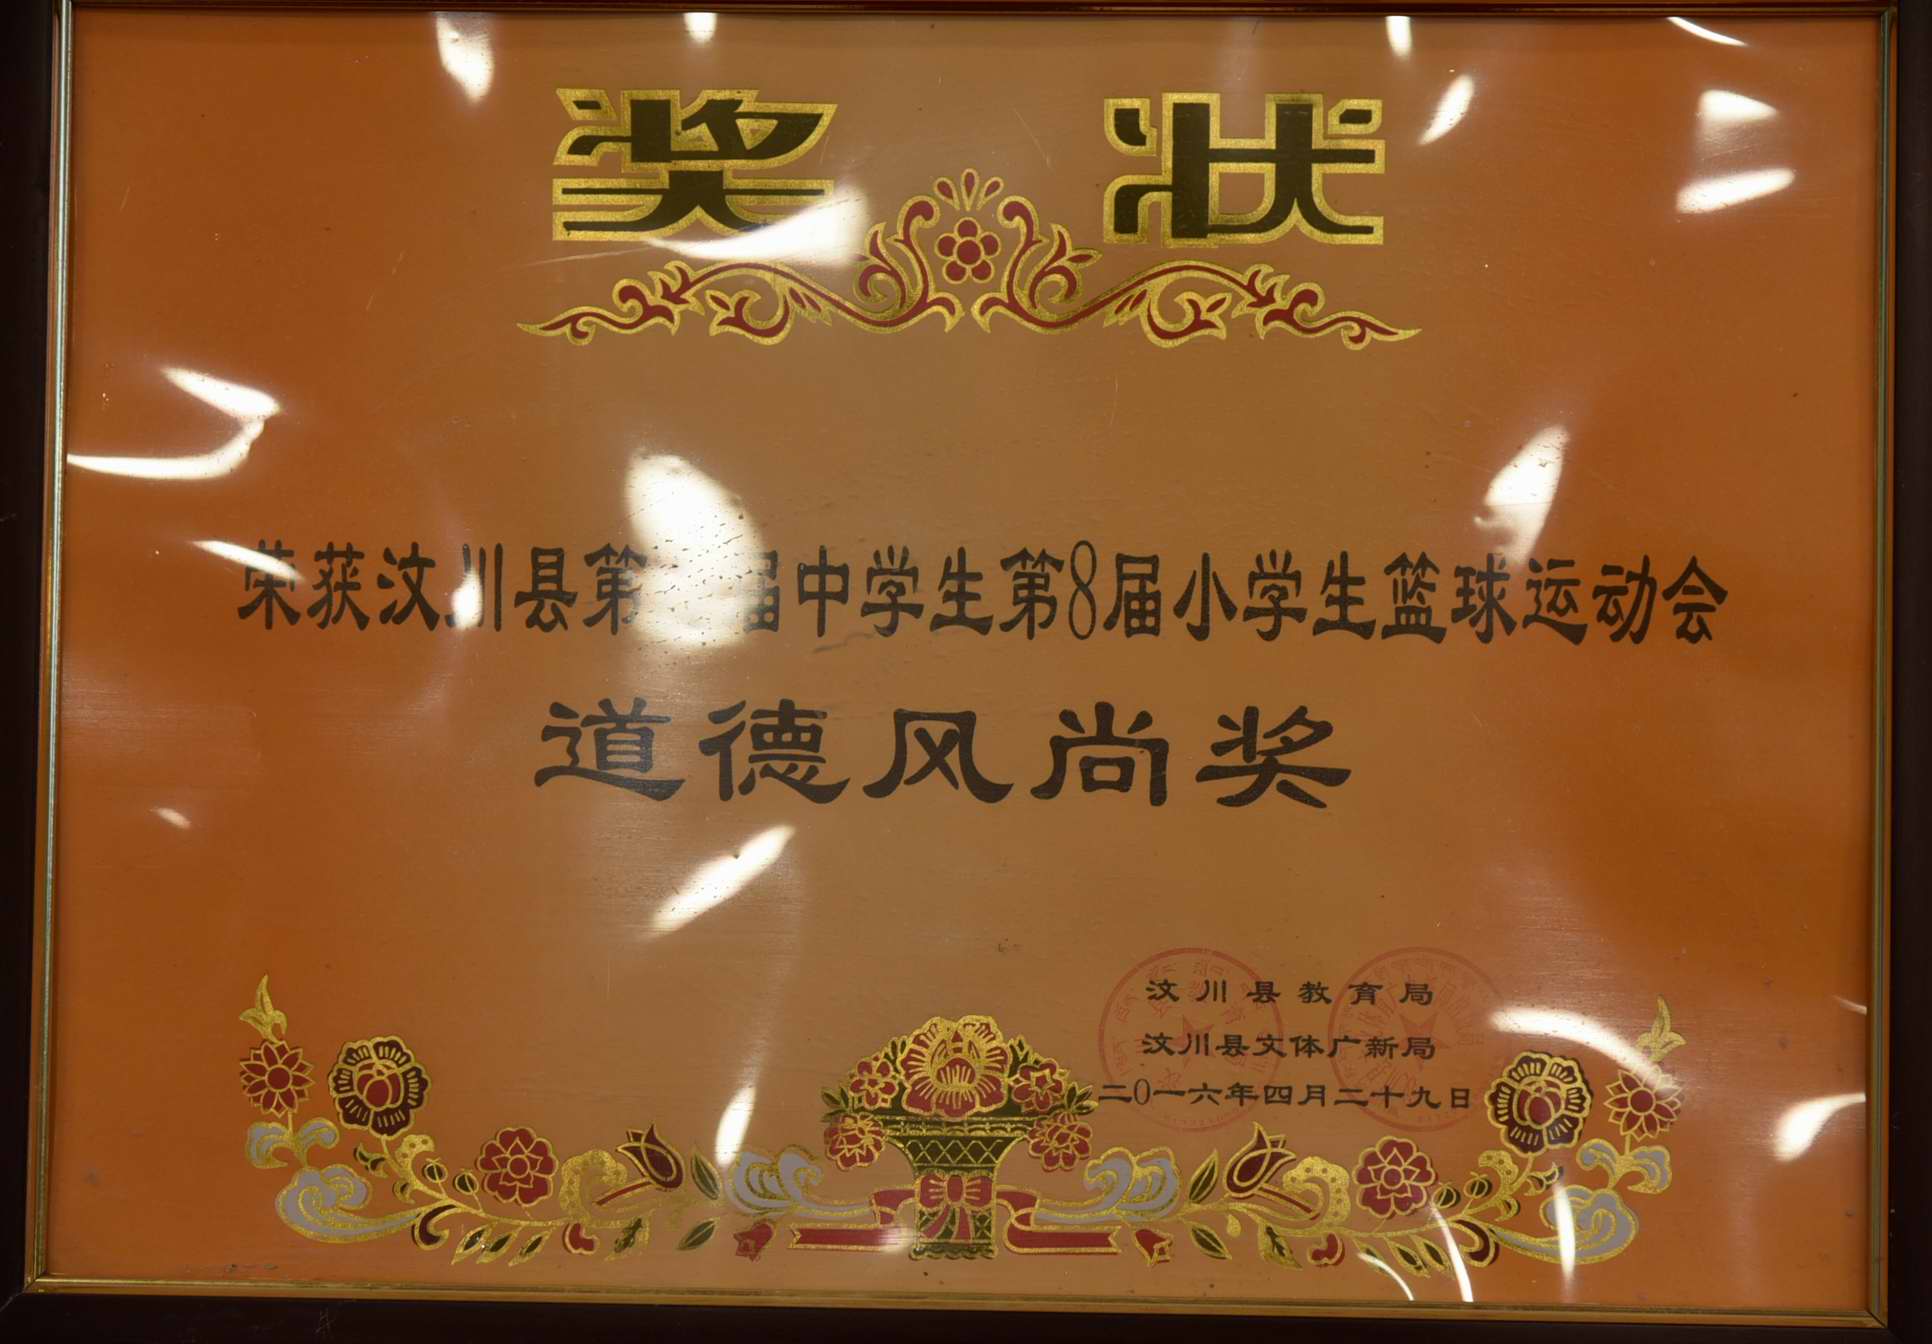 奖状
荣获汶川县第届中学生第8届小学生篮球运动会
道德风尚奖
汶川县教育局
汶川县文体广新局
二0一六年四月二十九日